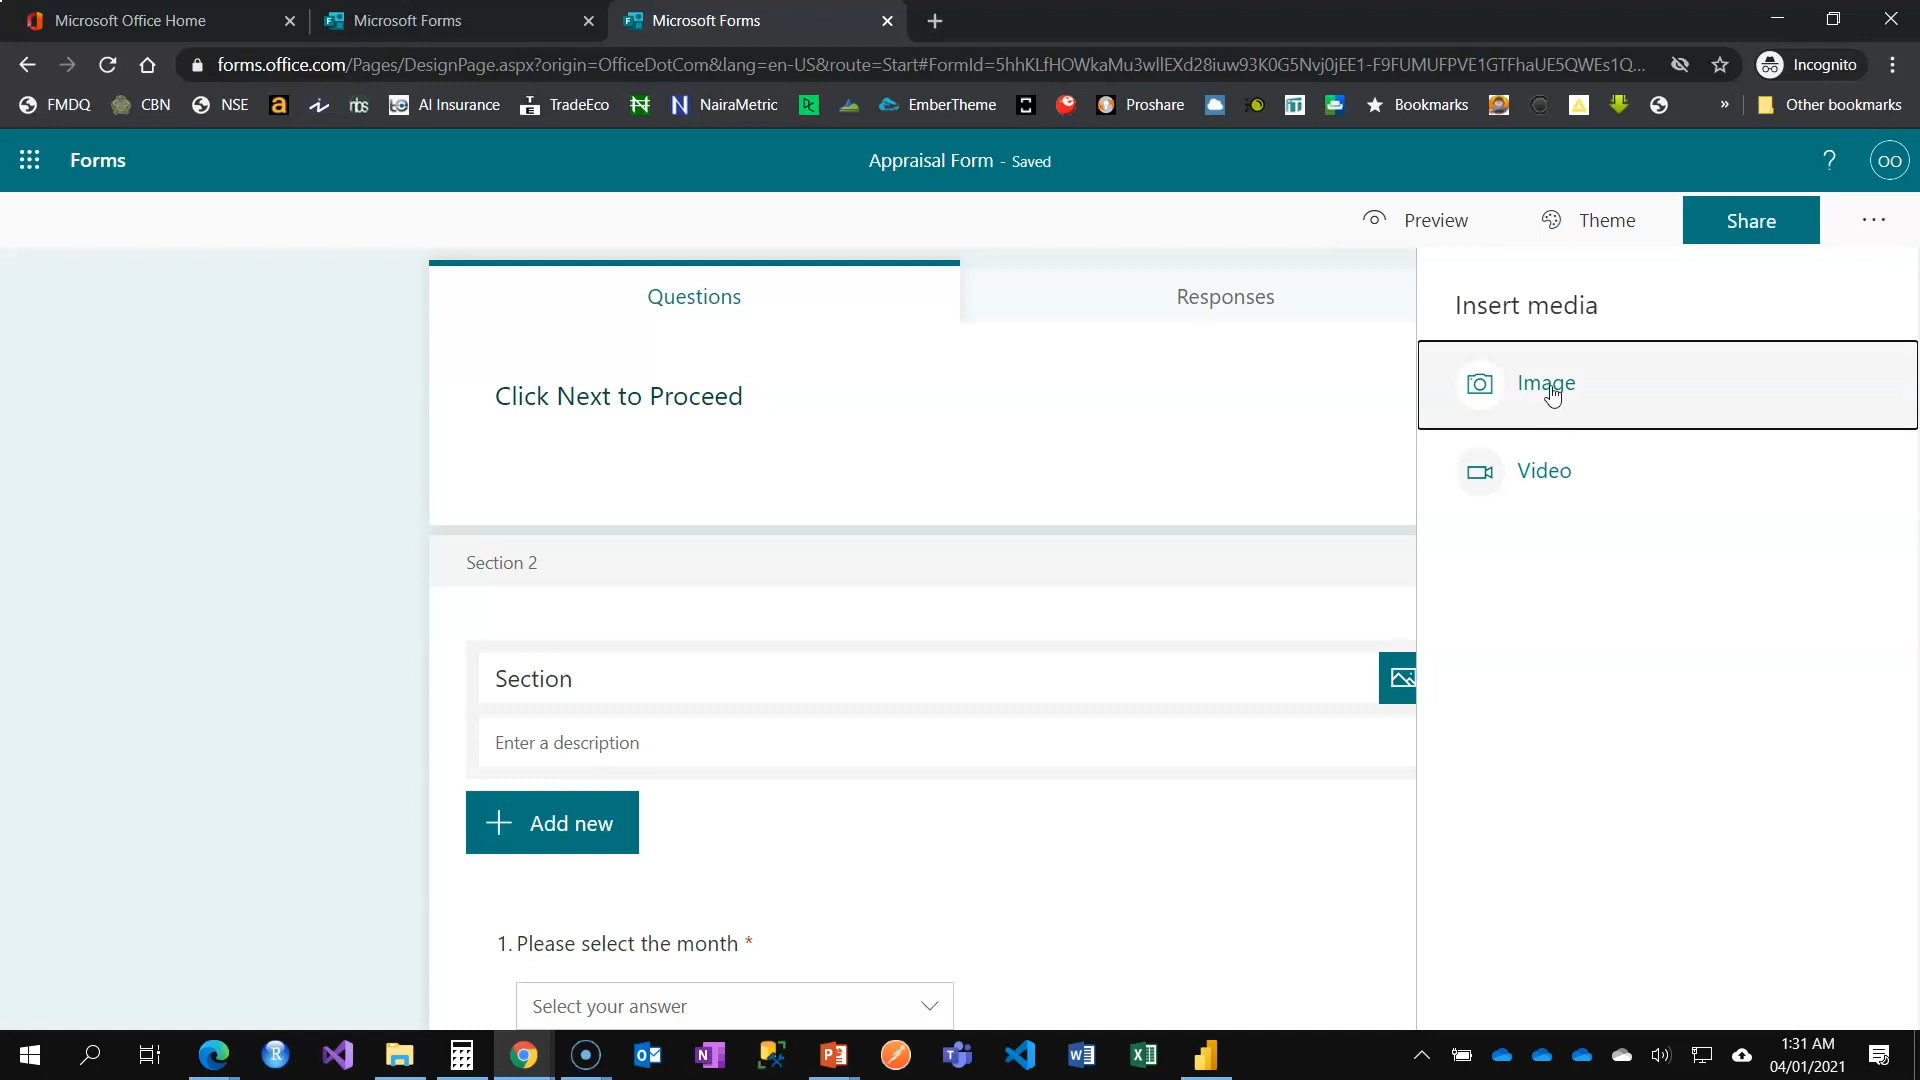 Microsoft Office Home
Microsoft Forms
Microsoft Forms
forms.office.com/Pages/DesignPage.aspx?origin=OfficeDotCom&lang=en-US&route=Start#FormId=5hhKLfHOWkaMu3wllEXd28iuw93K0G5Nvj0jEE1-F9FUMUFPVE1GTFhaUE5QWEs1Q...
Incognito
FMDQ
CBN
NSE
AI Insurance
TradeEco
NairaMetric
EmberTheme
Proshare
Bookmarks
»
Other bookmarks
Forms
Appraisal Form - Saved
?
OO
Preview
Theme
Share
...
Questions
Responses
Insert media
Image
Video
Click Next to Proceed
Section 2
Section
Enter a description
Add new
1. Please select the month *
Select your answer
1:31 AM
04/01/2021